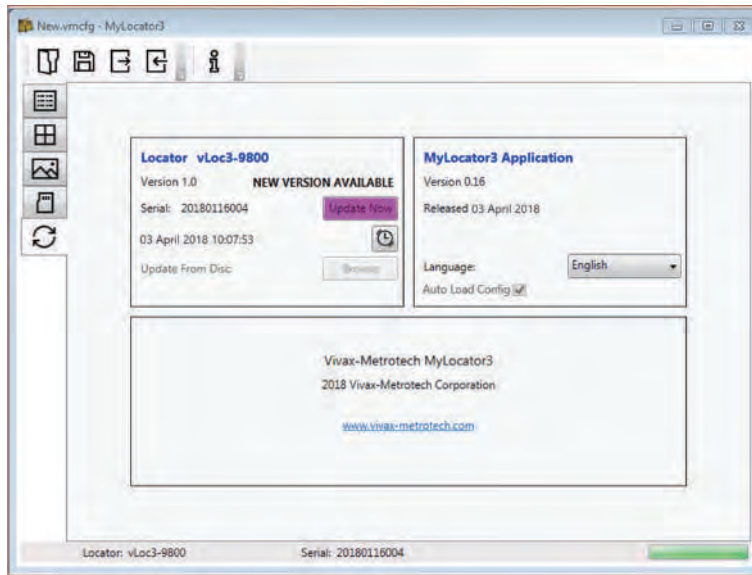 New.vmcfg - MyLocator3
Locator vLoc3-9800
Version 1.0 NEW VERSION AVAILABLE
Serial: 20180116004 Update Now
03 April 2018 10:07:53
Update From Disc: Browse
MyLocator3 Application
Version 0.16
Released 03 April 2018
Language: English
Auto Load Config
Vivax-Metrotech MyLocator3
2018 Vivax-Metrotech Corporation
www.vivax-metrotech.com
Locator: vLoc3-9800 Serial: 20180116004